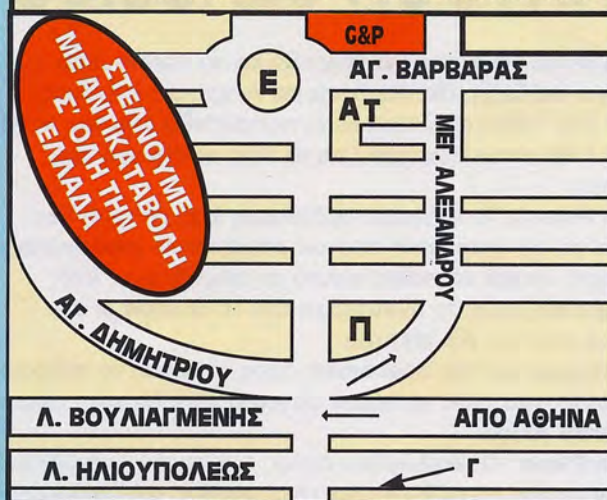 G&P
Ε
ΑΓ. ΒΑΡΒΑΡΑΣ
ΑΤ
ΣΤΕΛΝΟΥΜΕ
ΜΕ ΑΝΤΙΚΑΤΑΒΟΛΗ
Σ' ΟΛΗ ΤΗΝ
ΕΛΛΑΔΑ
ΜΕΓ. ΑΛΕΞΑΝΔΡΟΥ
Π
ΑΓ. ΔΗΜΗΤΡΙΟΥ
Λ. ΒΟΥΛΙΑΓΜΕΝΗΣ
ΑΠΟ ΑΘΗΝΑ
Λ. ΗΛΙΟΥΠΟΛΕΩΣ
Γ